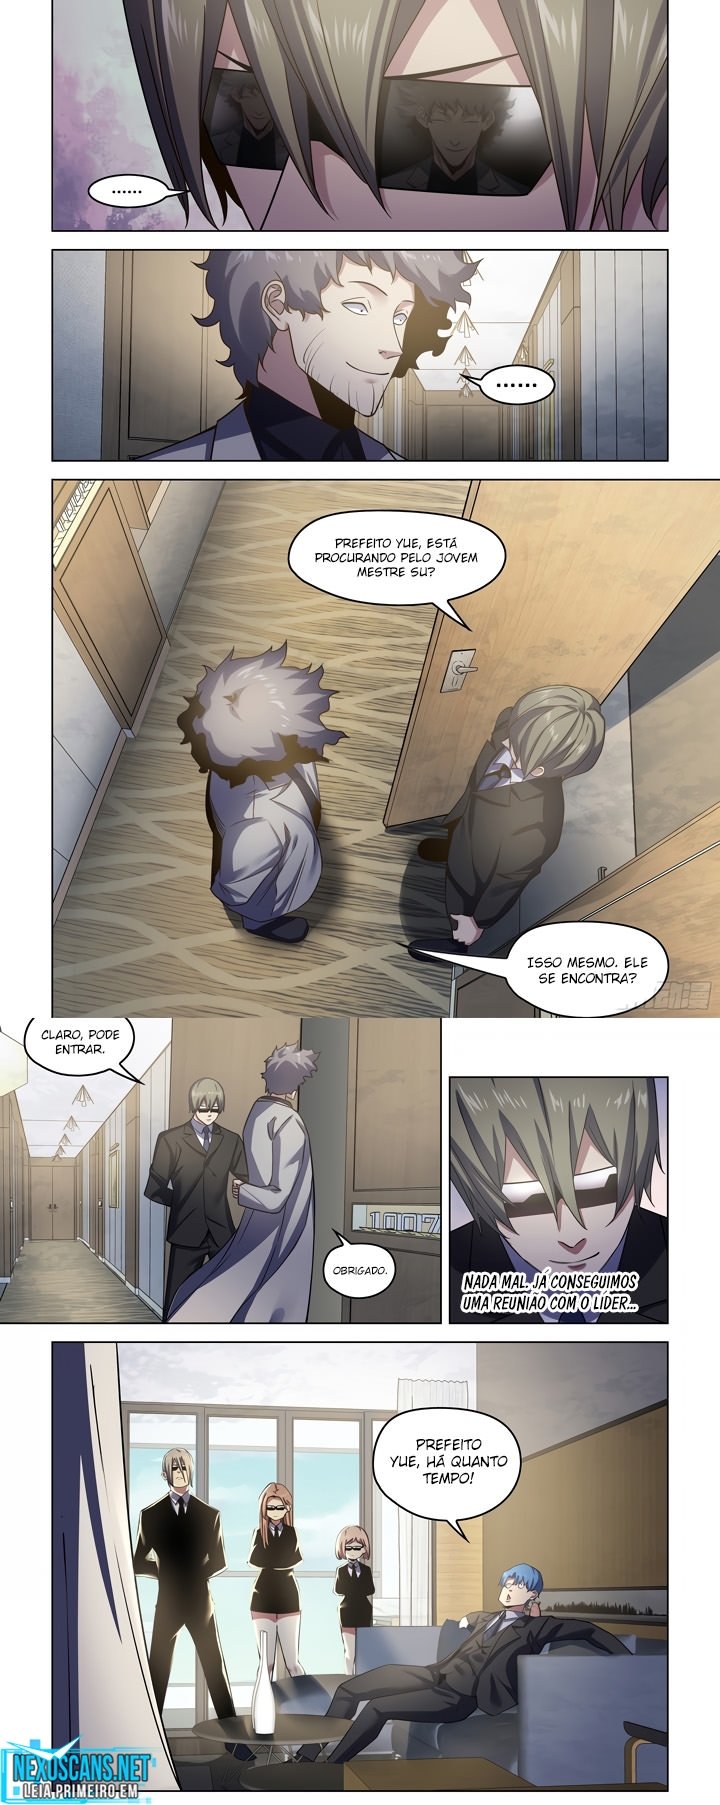 ......
......
PREFEITO YUE, ESTÁ
PROCURANDO PELO JOVEM
MESTRE SU?
ISSO MESMO. ELE
SE ENCONTRA?
CLARO, PODE
ENTRAR.
1007
OBRIGADO.
NADA MAL. JÁ CONSEGUIMOS
UMA REUNIÃO COM O LÍDER...
PREFEITO
YUE, HÁ QUANTO
TEMPO!
NEXOSCANS.NET
LEIA PRIMEIRO EM